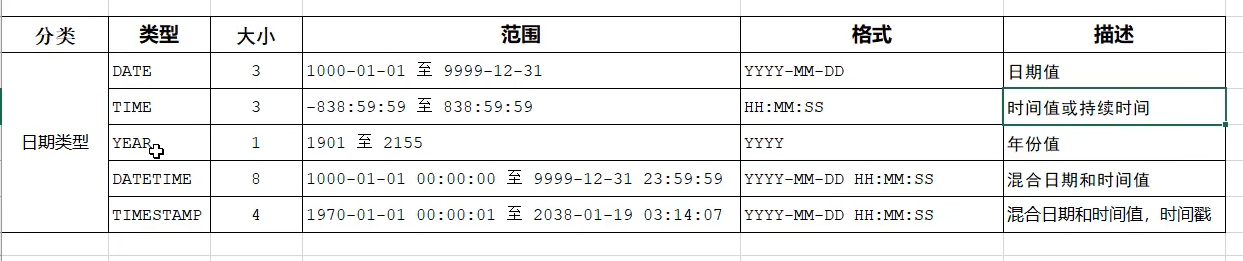 分类 类型 大小 范围 格式 描述
DATE 3 1000-01-01 至 9999-12-31 YYYY-MM-DD 日期值
TIME 3 -838:59:59 至 838:59:59 HH:MM:SS 时间值或持续时间
日期类型 YEAR 1 1901 至 2155 YYYY 年份值
DATETIME 8 1000-01-01 00:00:00 至 9999-12-31 23:59:59 YYYY-MM-DD HH:MM:SS 混合日期和时间值
TIMESTAMP 4 1970-01-01 00:00:01 至 2038-01-19 03:14:07 YYYY-MM-DD HH:MM:SS 混合日期和时间值，时间戳